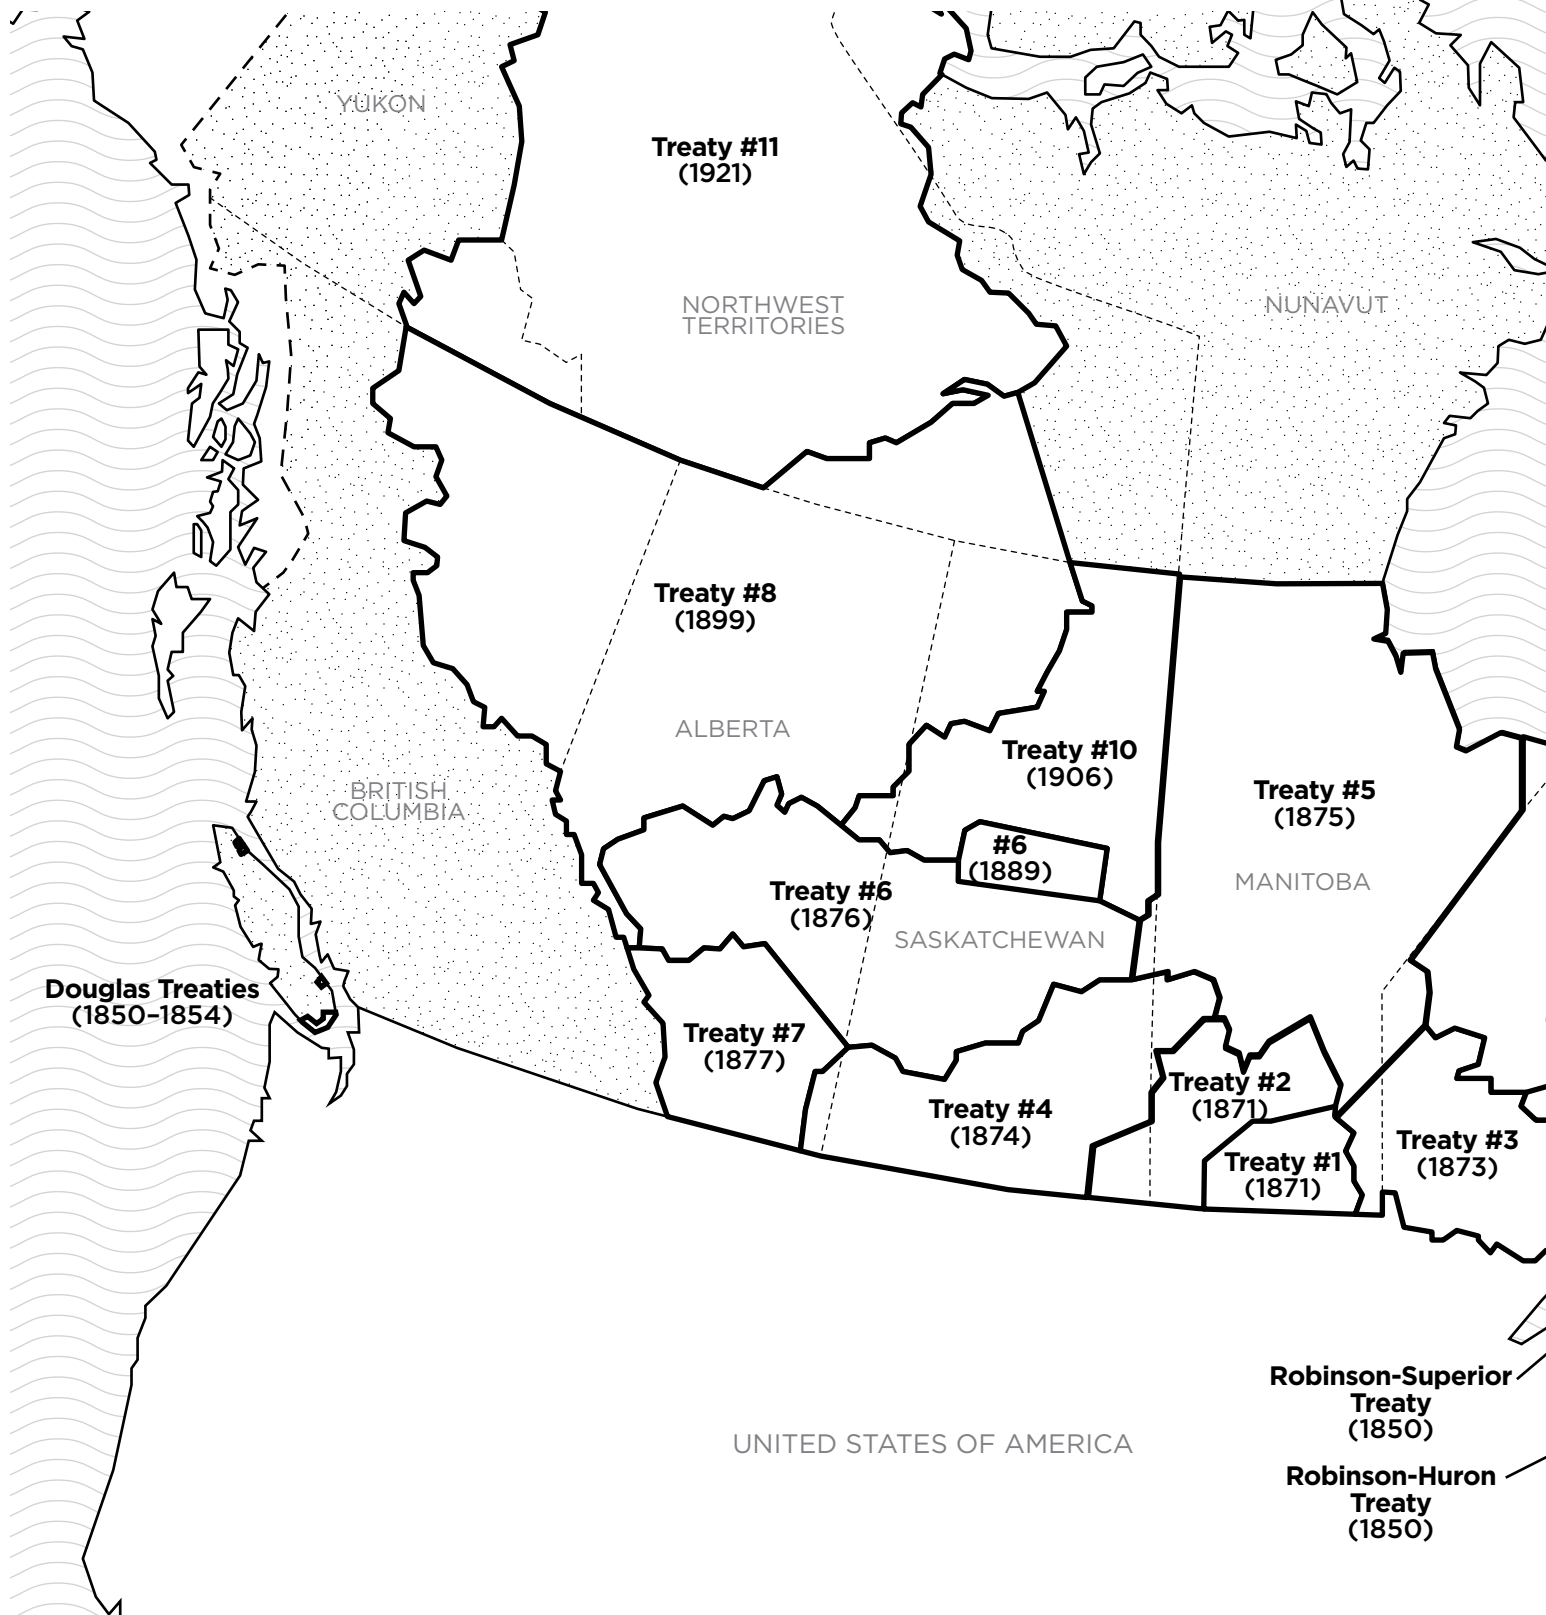 YUKON
Treaty #11
(1921)
NORTHWEST
TERRITORIES
NUNAVUT
Treaty #8
(1899)
ALBERTA
Treaty #10
(1906)
BRITISH
COLUMBIA
Treaty #5
(1875)
#6
(1889)
MANITOBA
Treaty #6
(1876)
SASKATCHEWAN
Douglas Treaties
(1850–1854)
Treaty #7
(1877)
Treaty #2
(1871)
Treaty #4
(1874)
Treaty #3
(1873)
Treaty #1
(1871)
Robinson-Superior
Treaty
(1850)
UNITED STATES OF AMERICA
Robinson-Huron
Treaty
(1850)